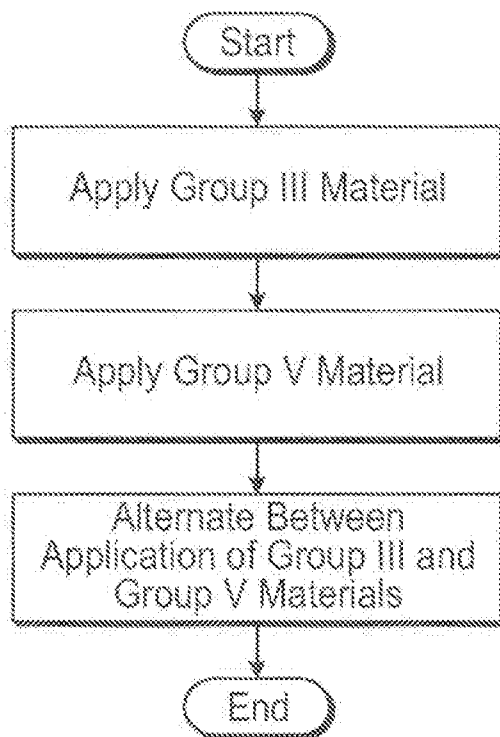 Start
Apply Group III Material
Apply Group V Material
Alternate Between
Application of Group III and
Group V Materials
End